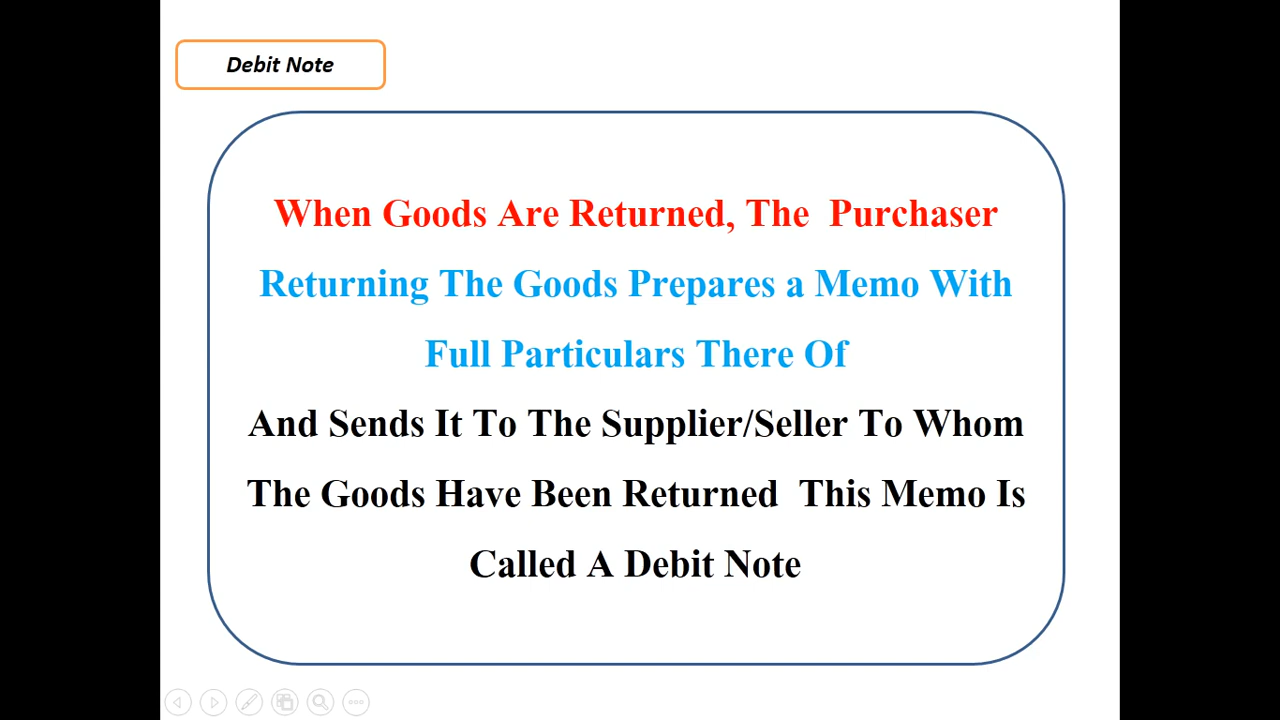 Debit Note
When Goods Are Returned, The  Purchaser
Returning The Goods Prepares a Memo With
Full Particulars There Of
And Sends It To The Supplier/Seller To Whom
The Goods Have Been Returned  This Memo Is
Called A Debit Note